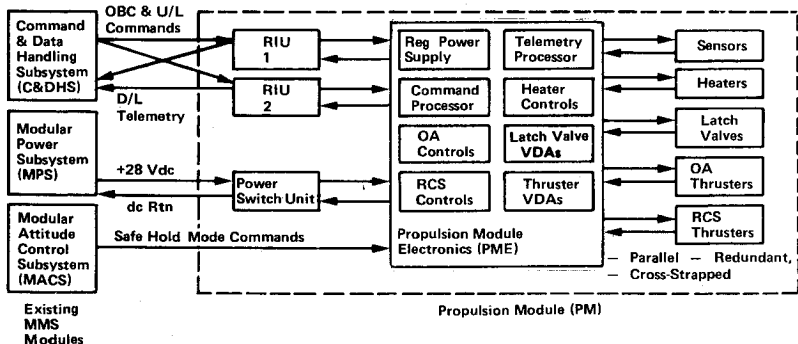 OBC & U/L
Commands
Command
& Data
Handling
Subsystem
(C&DHS)
D/L
Telemetry
RIU
1
RIU
2
Modular
Power
Subsystem
(MPS)
+28 Vdc
dc Rtn
Power
Switch Unit
Modular
Attitude
Control
Subsystem
(MACS)
Safe Hold Mode Commands
Existing
MMS
Modules
Reg Power
Supply
Telemetry
Processor
Command
Processor
Heater
Controls
OA
Controls
Latch Valve
VDAs
RCS
Controls
Thruster
VDAs
Propulsion Module
Electronics (PME)
Sensors
Heaters
Latch
Valves
OA
Thrusters
RCS
Thrusters
— Parallel — Redundant,
— Cross-Strapped
Propulsion Module (PM)